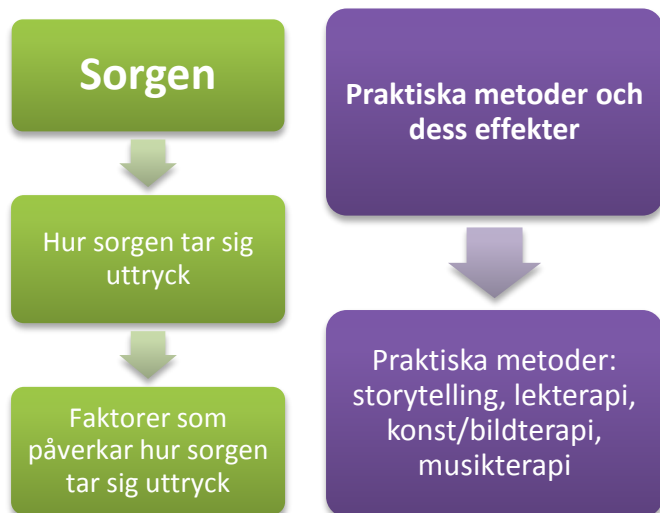 Sorgen
Hur sorgen tar sig
uttryck
Faktorer som
påverkar hur sorgen
tar sig uttryck
Praktiska metoder och
dess effekter
Praktiska metoder:
storytelling, lekterapi,
konst/bildterapi,
musikterapi